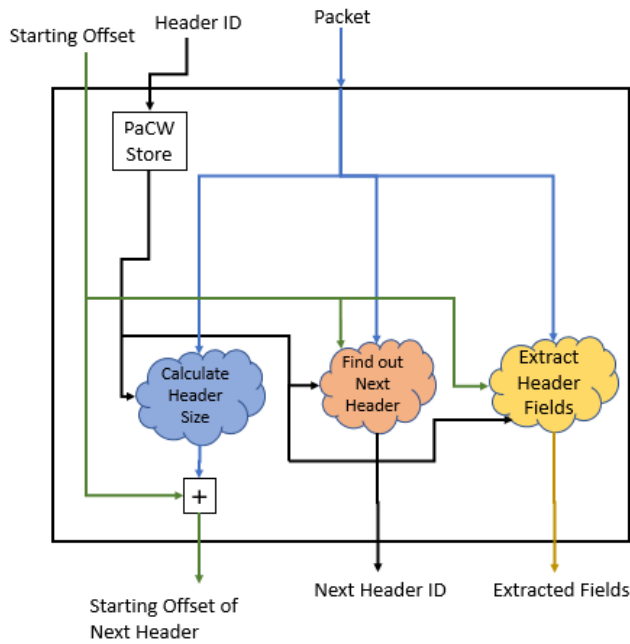 Starting Offset
Header ID
Packet
PaCW
Store
Calculate
Header
Size
Find out
Next
Header
Extract
Header
Fields
+
Starting Offset of
Next Header
Next Header ID
Extracted Fields